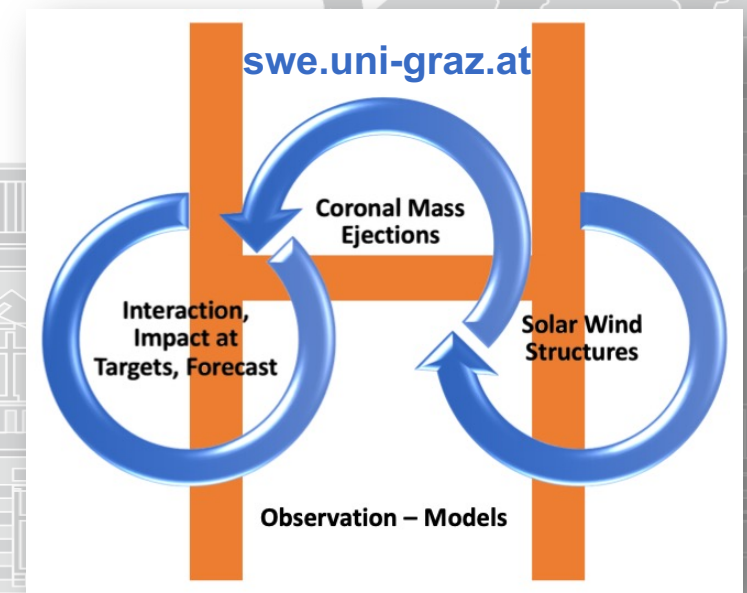 swe.uni-graz.at
Coronal Mass
Ejections
Interaction,
Impact at
Targets, Forecast
Solar Wind
Structures
Observation – Models